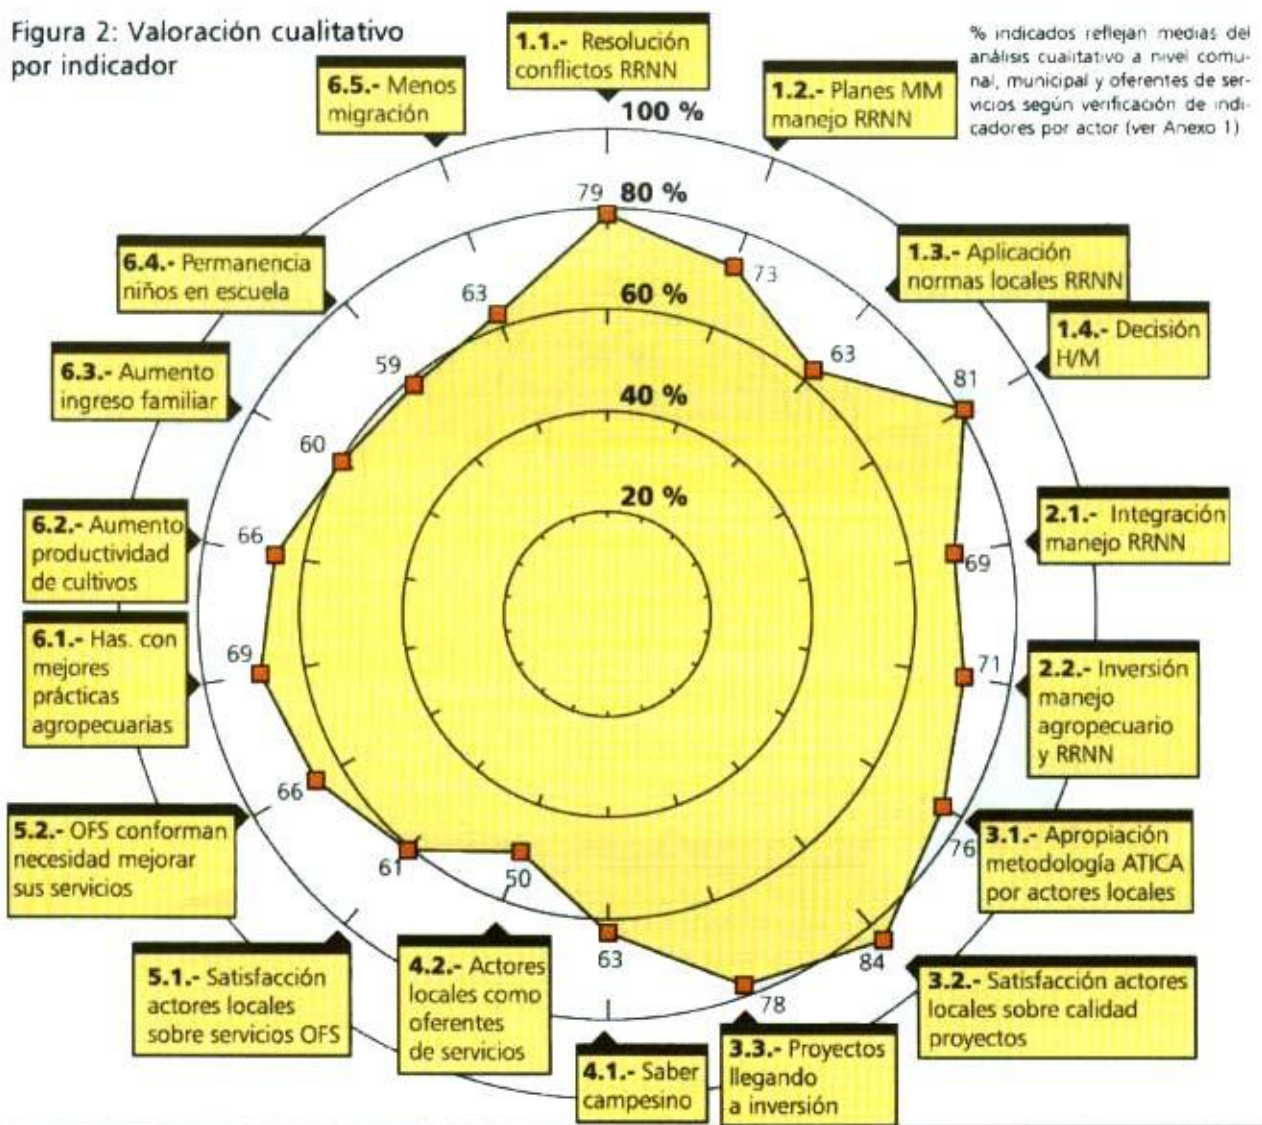 Figura 2: Valoración cualitativo
por indicador
% indicados reflejan medias del
análisis cualitativo a nivel comu-
nal, municipal y oferentes de ser-
vicios según verificación de indi-
cadores por actor (ver Anexo 1)
1.1.- Resolución
conflictos RRNN
1.2.- Planes MM
manejo RRNN
1.3.- Aplicación
normas locales RRNN
1.4.- Decisión
H/M
2.1.- Integración
manejo RRNN
2.2.- Inversión
manejo
agropecuario
y RRNN
3.1.- Apropiación
metodología ATICA
por actores locales
3.2.- Satisfacción actores
locales sobre calidad
proyectos
3.3.- Proyectos
llegando
a inversión
4.1.- Saber
campesino
4.2.- Actores
locales como
oferentes
de servicios
5.1.- Satisfacción
actores locales
sobre servicios OFS
5.2.- OFS conforman
necesidad mejorar
sus servicios
6.1.- Has. con
mejores
prácticas
agropecuarias
6.2.- Aumento
productividad
de cultivos
6.3.- Aumento
ingreso familiar
6.4.- Permanencia
niños en escuela
6.5.- Menos
migración
100 %
80 %
60 %
40 %
20 %
79
73
63
81
69
71
76
84
78
63
50
61
66
69
66
60
59
63